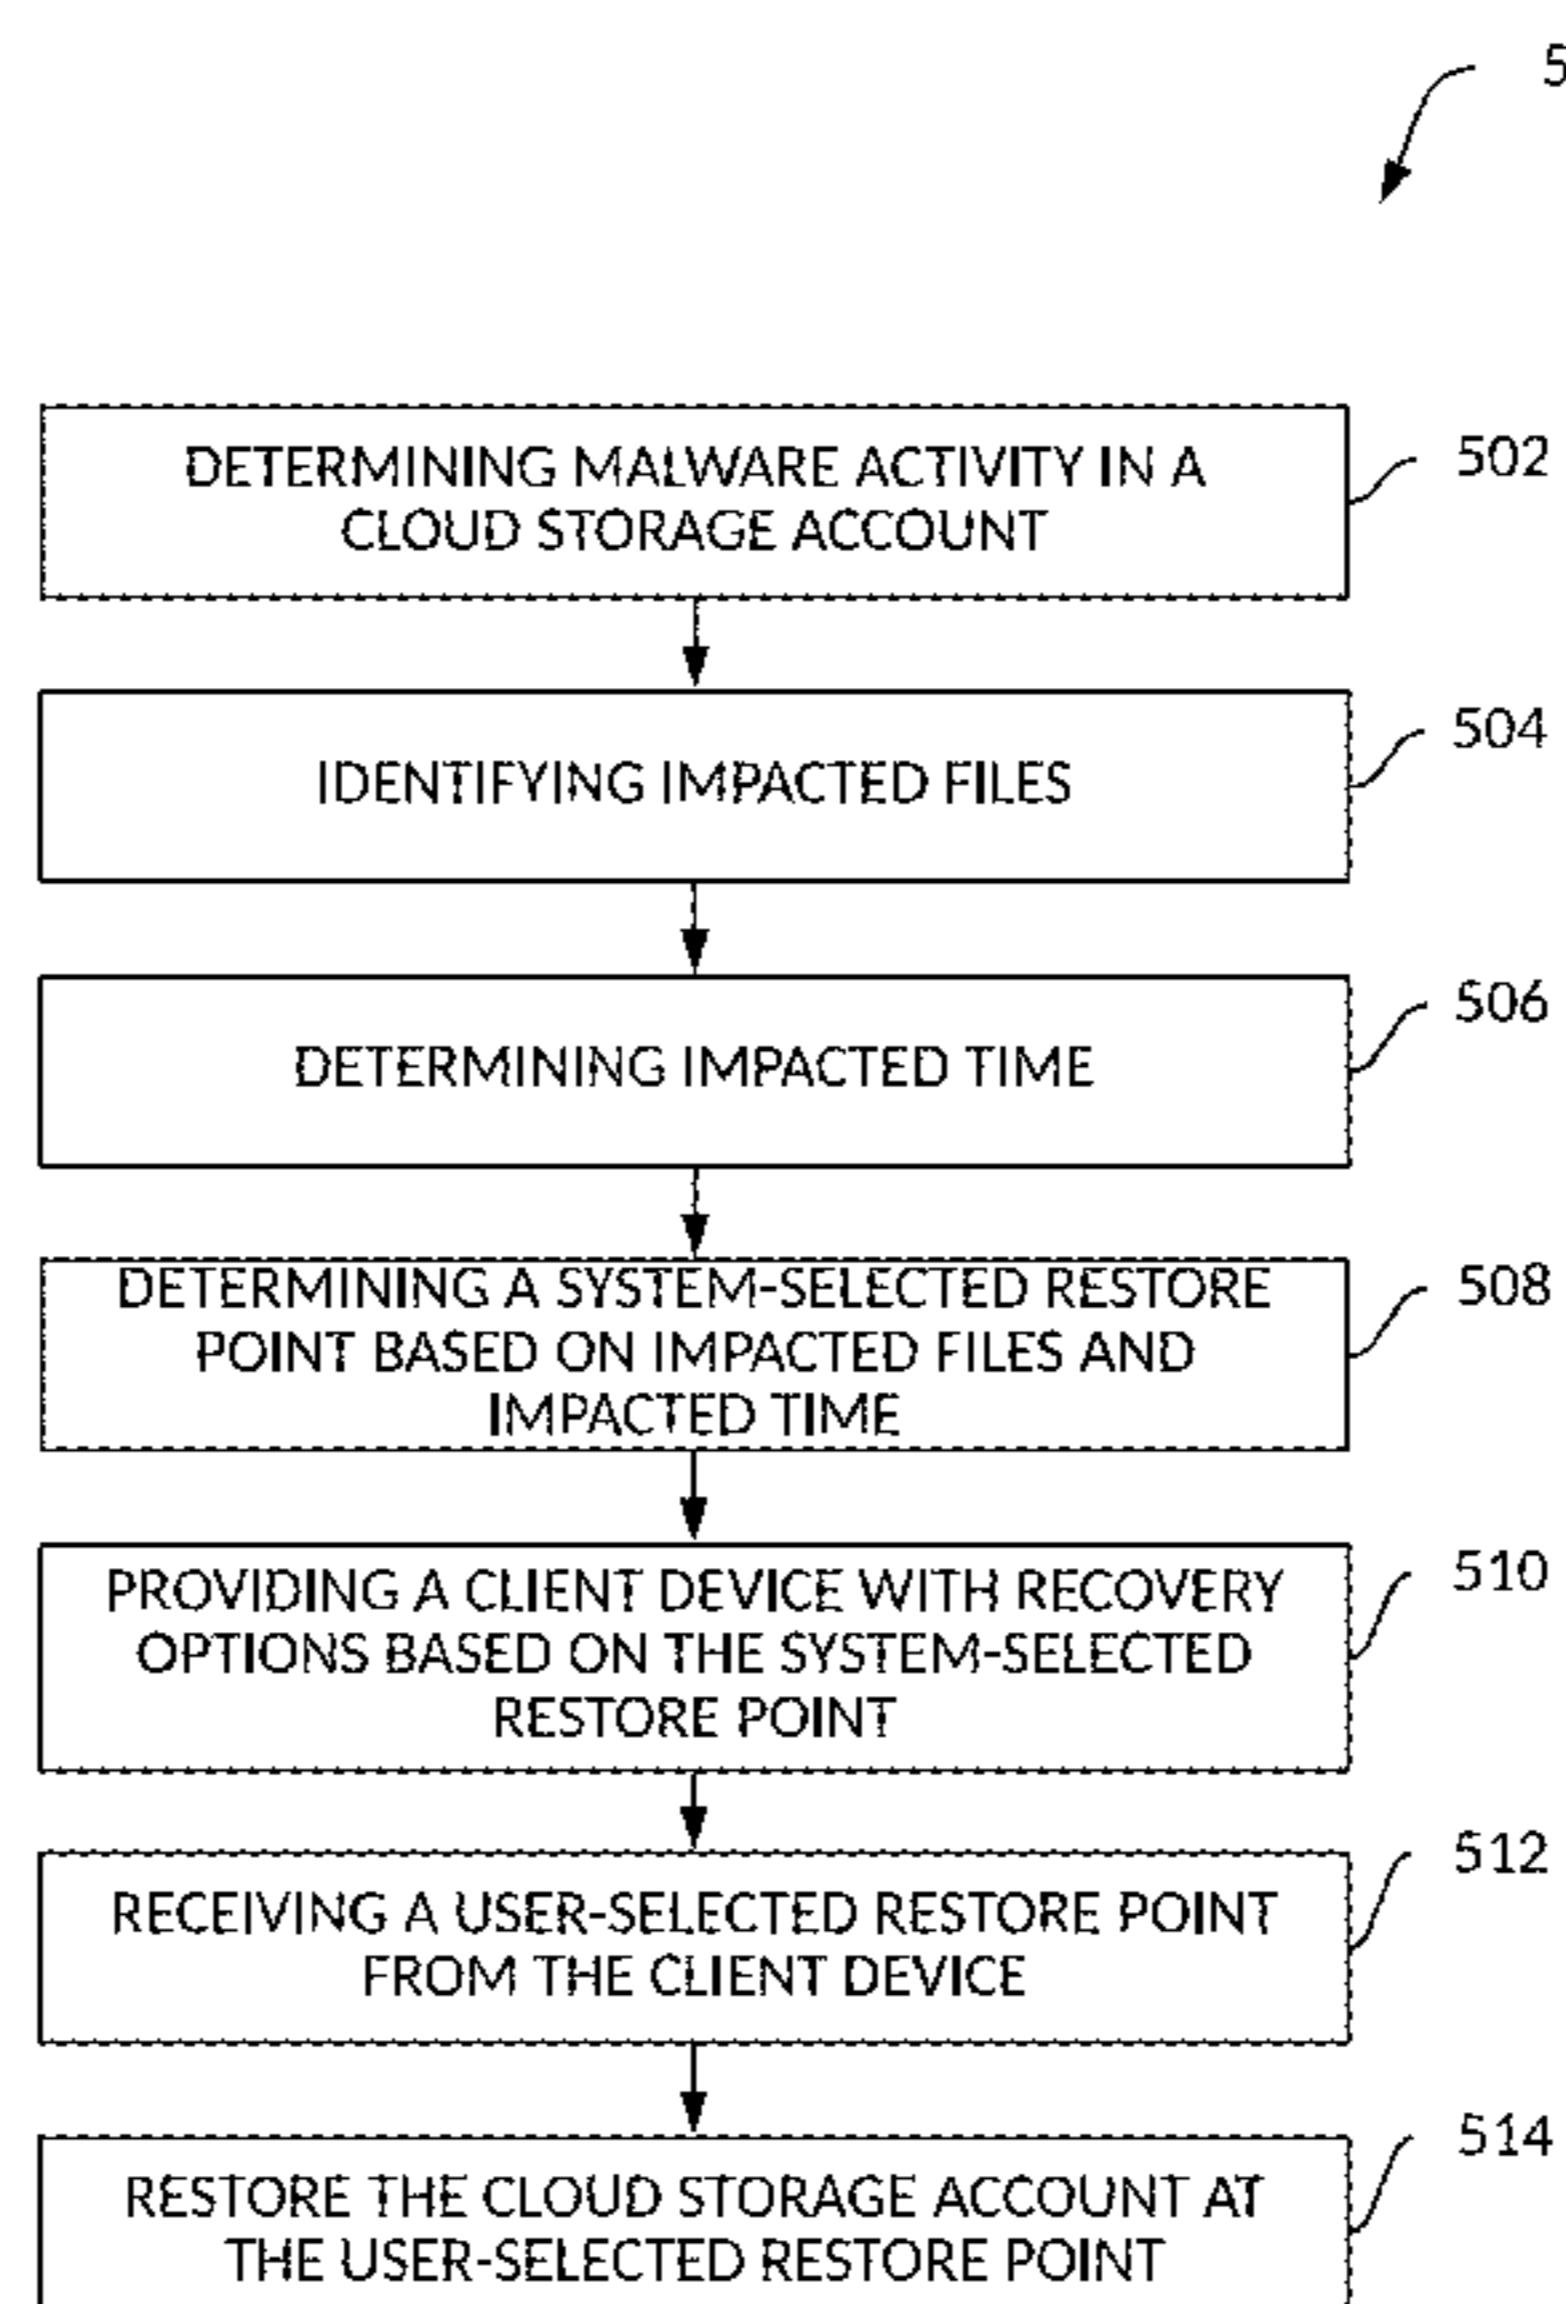 5
DETERMINING MALWARE ACTIVITY IN A
CLOUD STORAGE ACCOUNT
502
IDENTIFYING IMPACTED FILES
504
DETERMINING IMPACTED TIME
506
DETERMINING A SYSTEM-SELECTED RESTORE
POINT BASED ON IMPACTED FILES AND
IMPACTED TIME
508
PROVIDING A CLIENT DEVICE WITH RECOVERY
OPTIONS BASED ON THE SYSTEM-SELECTED
RESTORE POINT
510
RECEIVING A USER-SELECTED RESTORE POINT
FROM THE CLIENT DEVICE
512
RESTORE THE CLOUD STORAGE ACCOUNT AT
THE USER-SELECTED RESTORE POINT
514